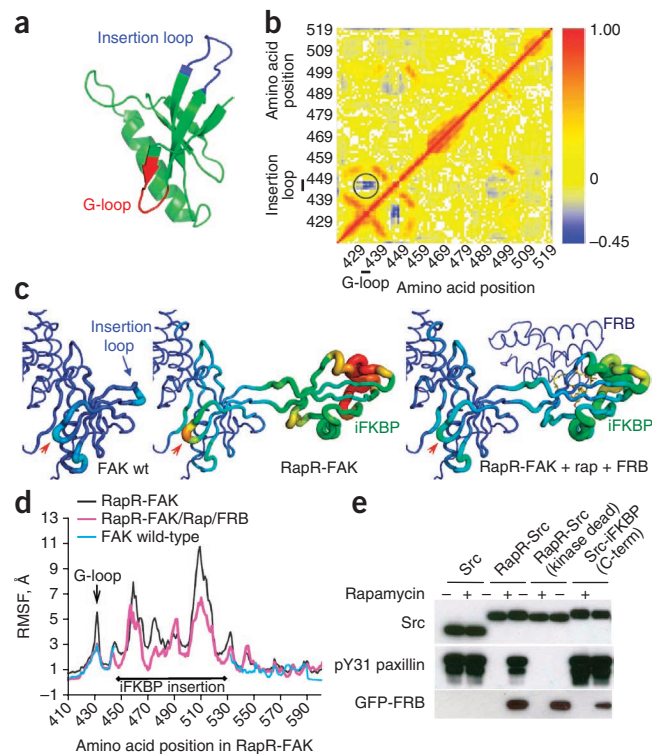 a
Insertion loop
G-loop
b
519
509
499
489
479
469
459
449
439
429
Amino acid
position
Insertion
loop
1.00
0
–0.45
429
439
449
459
469
479
489
499
509
519
G-loop
Amino acid position
c
Insertion
loop
FAK wt
iFKBP
RapR-FAK
FRB
iFKBP
RapR-FAK + rap + FRB
d
RapR-FAK
RapR-FAK/Rap/FRB
FAK wild-type
RMSF, Å
13
11
9
7
5
3
1
–1
G-loop
iFKBP insertion
410
430
450
470
490
510
530
550
570
590
Amino acid position in RapR-FAK
e
Src
RapR-Src
RapR-Src
(kinase dead)
Src-iFKBP
(C-term)
Rapamycin
– + – + – + – + –
Src
pY31 paxillin
GFP-FRB